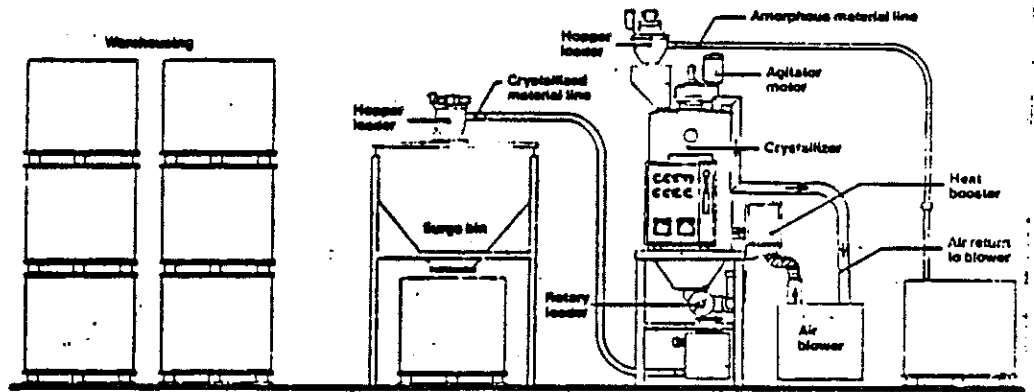 Warehousing
Hopper
loader
Crystallized
material line
Surge bin
Hopper
loader
Amorphous material line
Agitator
motor
Crystallizer
Heat
booster
Air return
to blower
Rotary
feeder
Air
blower